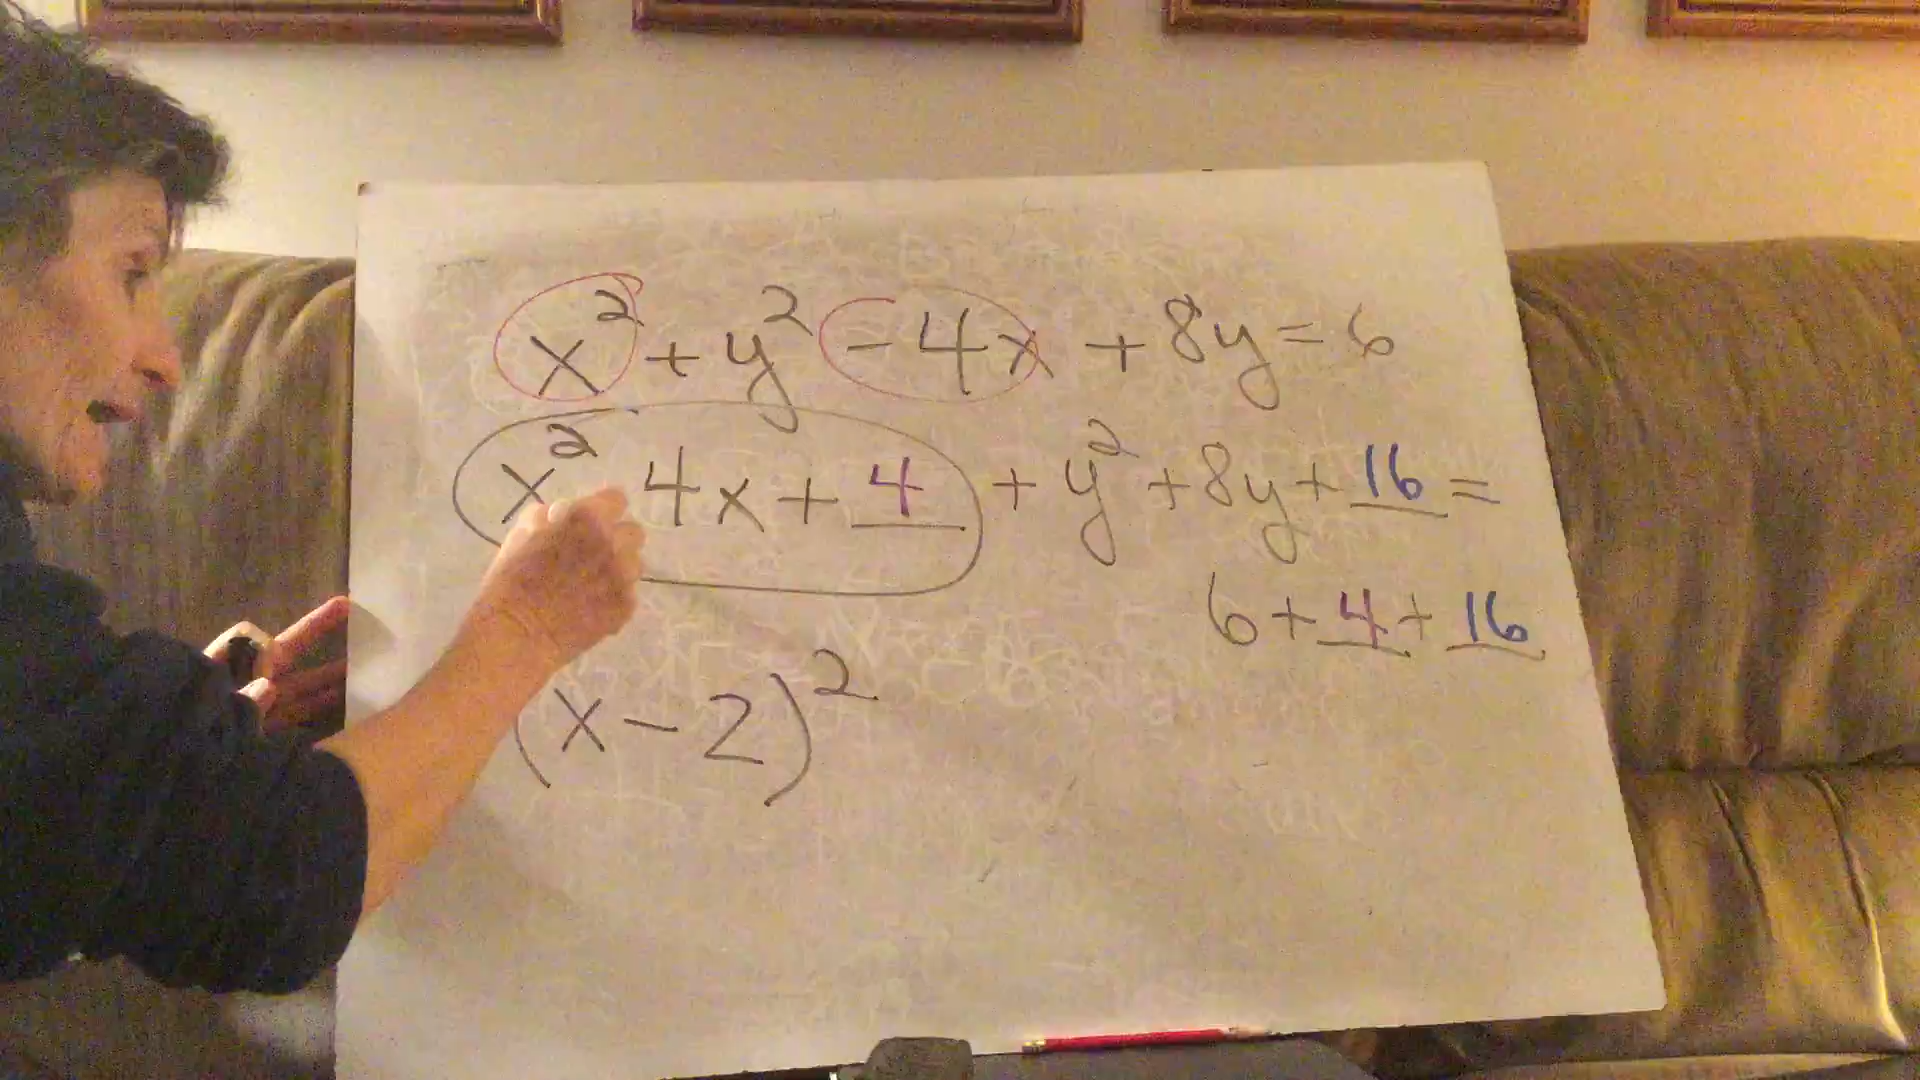 x² + y² - 4x + 8y = 6
x² 4x + 4 + y² + 8y + 16 =
6 + 4 + 16
(x - 2)²